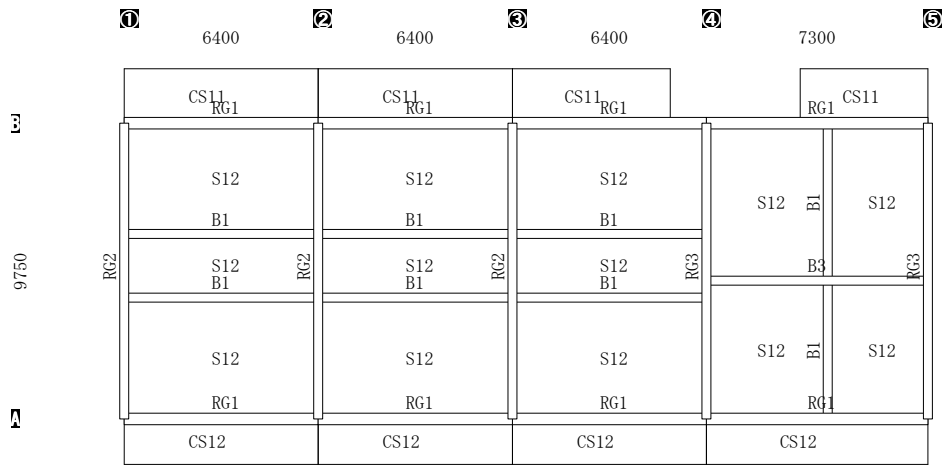 ① ② ③ ④ ⑤
6400 6400 6400 7300
CS11 CS11 CS11 CS11
RG1 RG1 RG1 RG1
B
S12 S12 S12
S12 B1 S12
B1 B1 B1
9750 RG2 RG2 RG2 RG3 RG3
S12 S12 S12 B3
B1 B1 B1
S12 B1 S12
S12 S12 S12
RG1 RG1 RG1 RG1
A
CS12 CS12 CS12 CS12